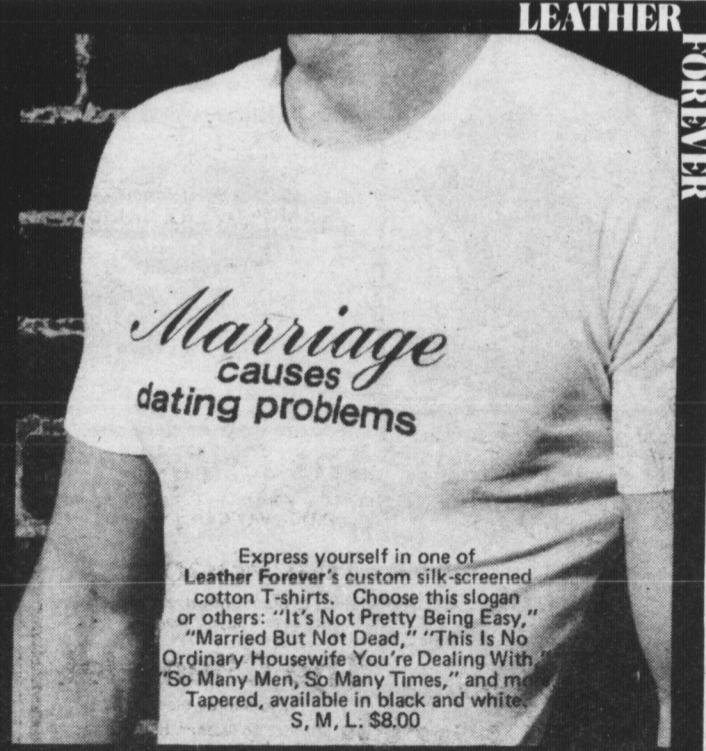 LEATHER
FOREVER
Marriage
causes
dating problems
Express yourself in one of
Leather Forever's custom silk-screened
cotton T-shirts. Choose this slogan
or others: "It's Not Pretty Being Easy,"
"Married But Not Dead," "This Is No
Ordinary Housewife You're Dealing With,"
"So Many Men, So Many Times," and more
Tapered, available in black and white.
S, M, L. $8.00